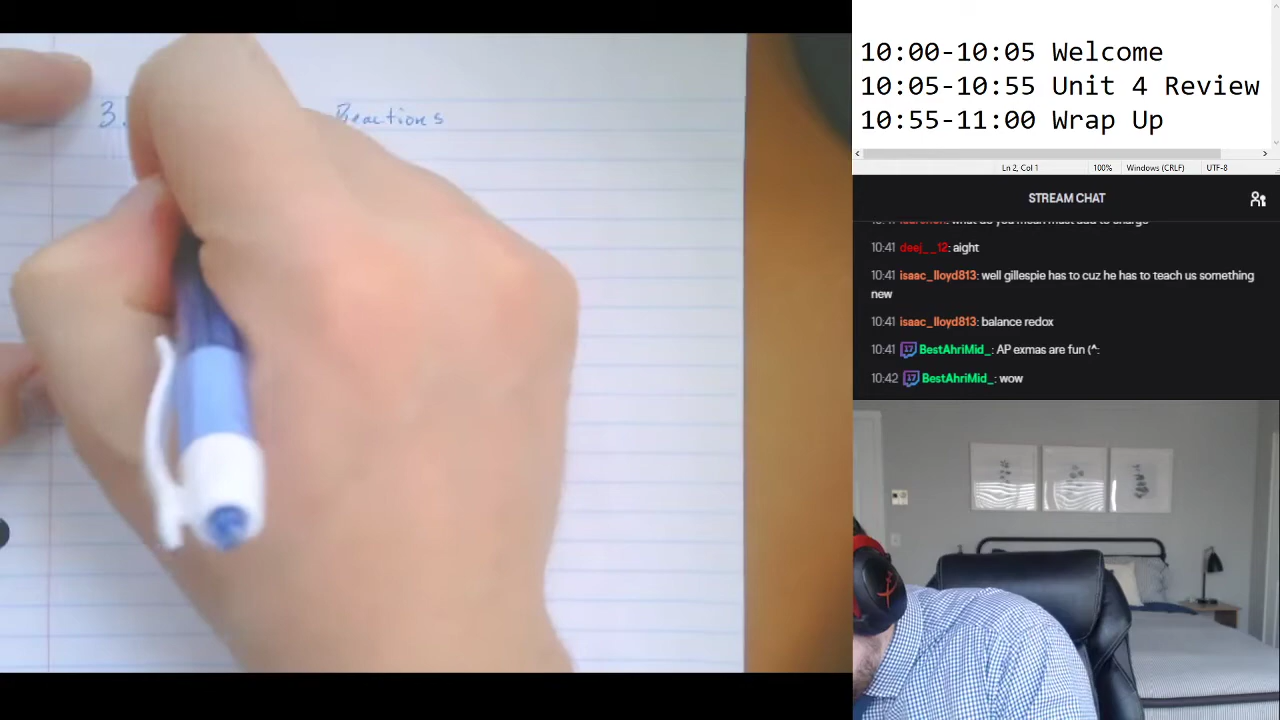 3.
Reactions
10:00-10:05 Welcome
10:05-10:55 Unit 4 Review
10:55-11:00 Wrap Up
Ln 2, Col 1 100% Windows (CRLF) UTF-8
STREAM CHAT
deej__12: aight
10:41 isaac_lloyd813: well gillespie has to cuz he has to teach us something
new
10:41 isaac_lloyd813: balance redox
10:41 17 BestAhriMid_: AP exmas are fun (^:
10:42 17 BestAhriMid_: wow